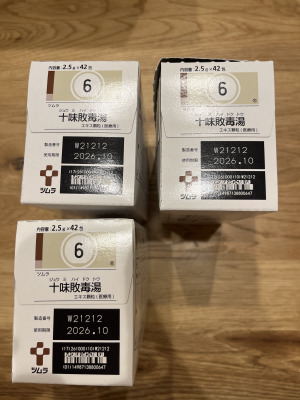 内容量 2.5g×42包
6
ツムラ
ジュウ ミ ハイ ドク トウ
十味敗毒湯
エキス顆粒(医療用)
製造番号 W21212
使用期限 2026.10
ツムラ
内容量 2.5g×42包
6
十味敗毒湯
エキス顆粒(医療用)
製造番号 W21212
使用期限 2026.10
ツムラ
内容量 2.5g×42包
6
ツムラ
ジュウ ミ ハイ ドク トウ
十味敗毒湯
エキス顆粒(医療用)
製造番号 W21212
使用期限 2026.10
(17)261000(10)W21212
(01)14987138800647
ツムラ